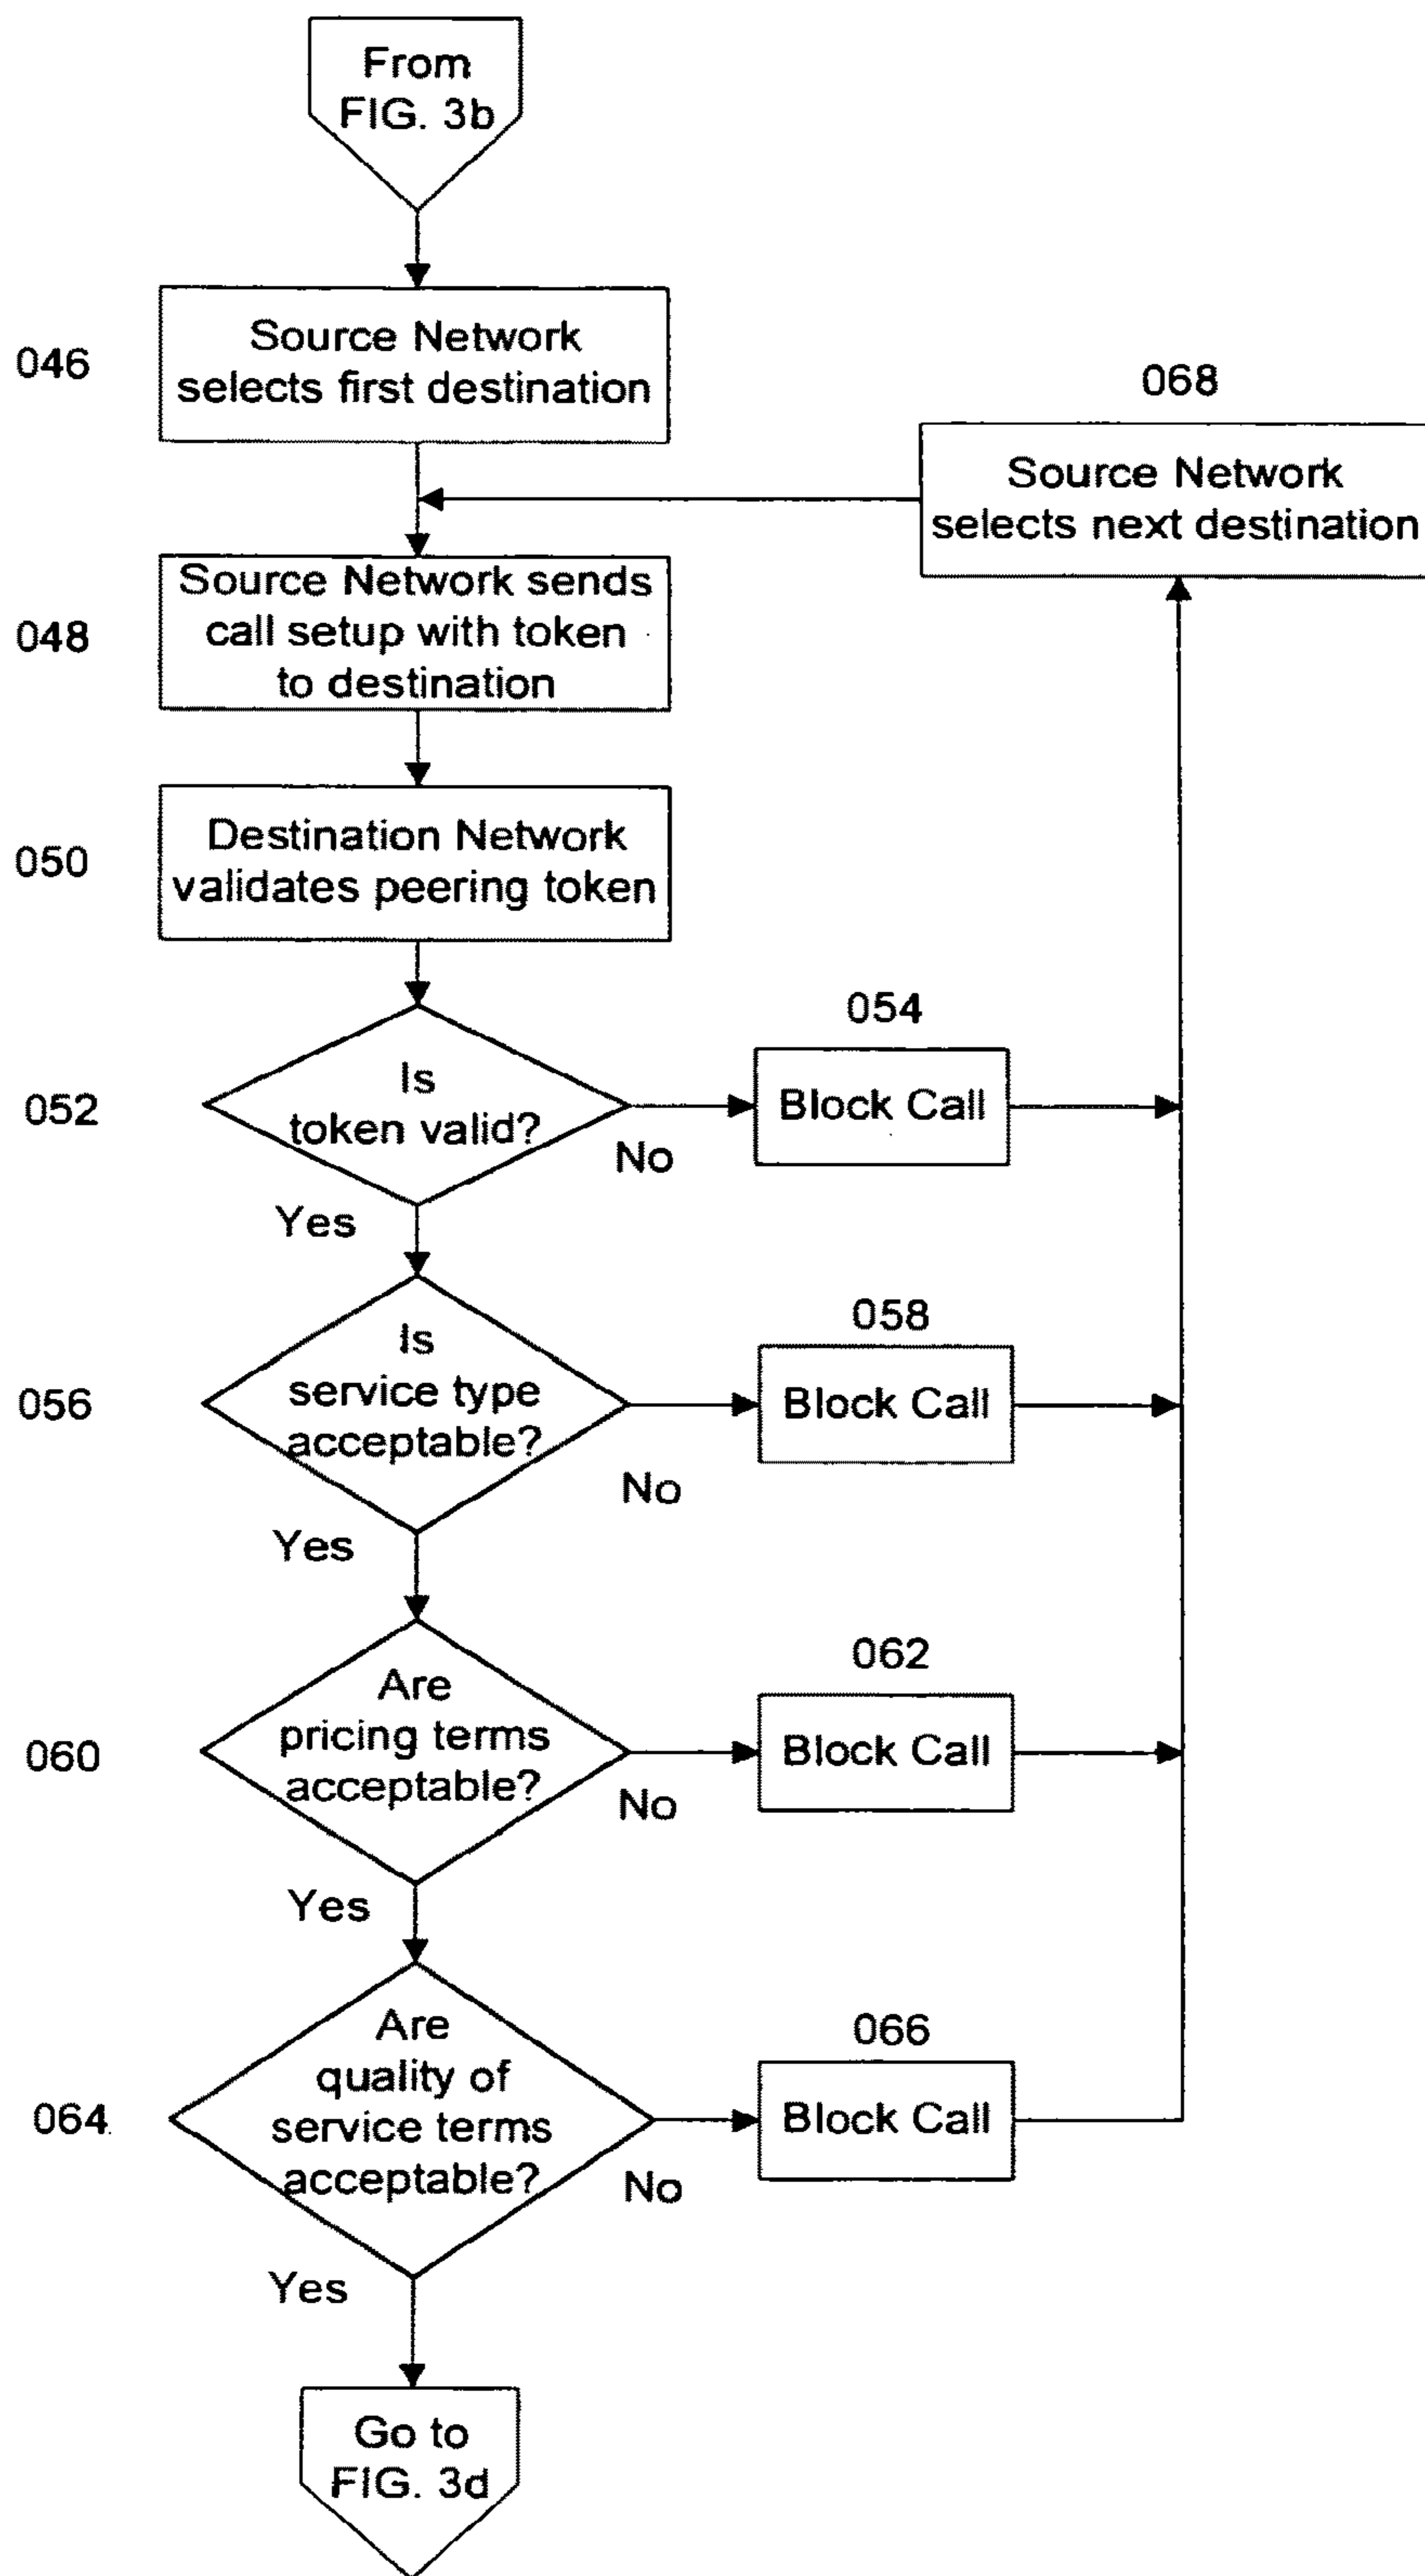 From
FIG. 3b
046
Source Network
selects first destination
068
Source Network
selects next destination
048
Source Network sends
call setup with token
to destination
050
Destination Network
validates peering token
052
Is
token valid?
No
054
Block Call
Yes
056
Is
service type
acceptable?
No
058
Block Call
Yes
060
Are
pricing terms
acceptable?
No
062
Block Call
Yes
064
Are
quality of
service terms
acceptable?
No
066
Block Call
Yes
Go to
FIG. 3d